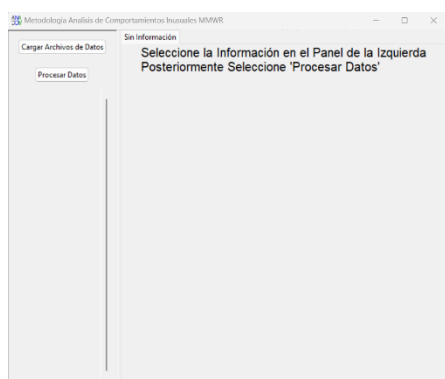 Metodología Analisis de Comportamientos Inusuales MMWR
Cargar Archivos de Datos
Procesar Datos
Sin Información
Seleccione la Información en el Panel de la Izquierda
Posteriormente Seleccione 'Procesar Datos'